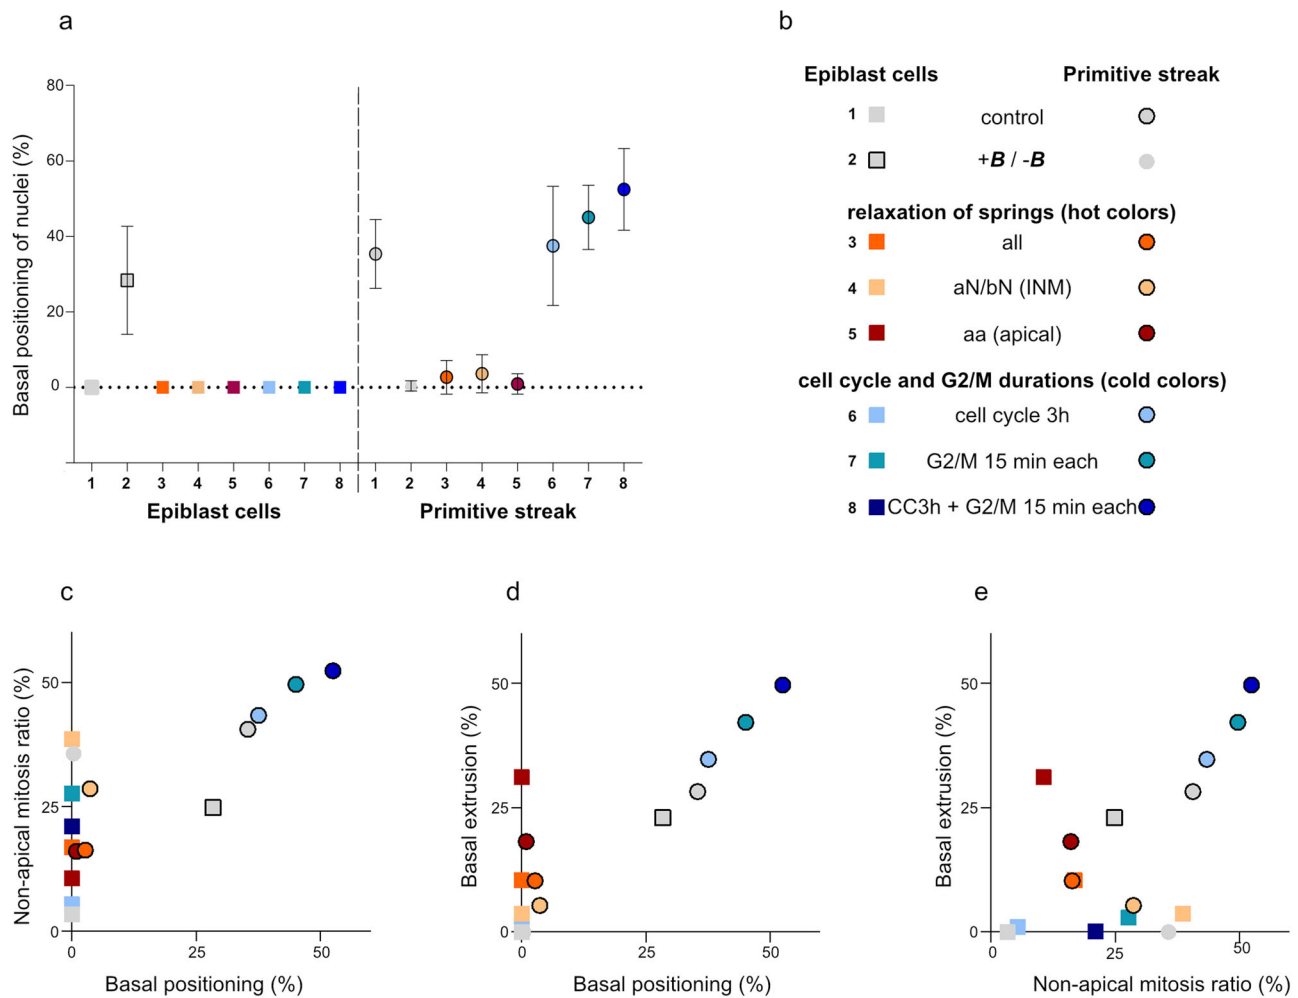 a
Basal positioning of nuclei (%)
80
60
40
20
0
1 2 3 4 5 6 7 8 1 2 3 4 5 6 7 8
Epiblast cells Primitive streak
b
Epiblast cells Primitive streak
1 control
2 +B / -B
relaxation of springs (hot colors)
3 all
4 aN/bN (INM)
5 aa (apical)
cell cycle and G2/M durations (cold colors)
6 cell cycle 3h
7 G2/M 15 min each
8 CC3h + G2/M 15 min each
c
Non-apical mitosis ratio (%)
50
25
0
0 25 50
Basal positioning (%)
d
Basal extrusion (%)
50
25
0
0 25 50
Basal positioning (%)
e
Basal extrusion (%)
50
25
0
0 25 50
Non-apical mitosis ratio (%)